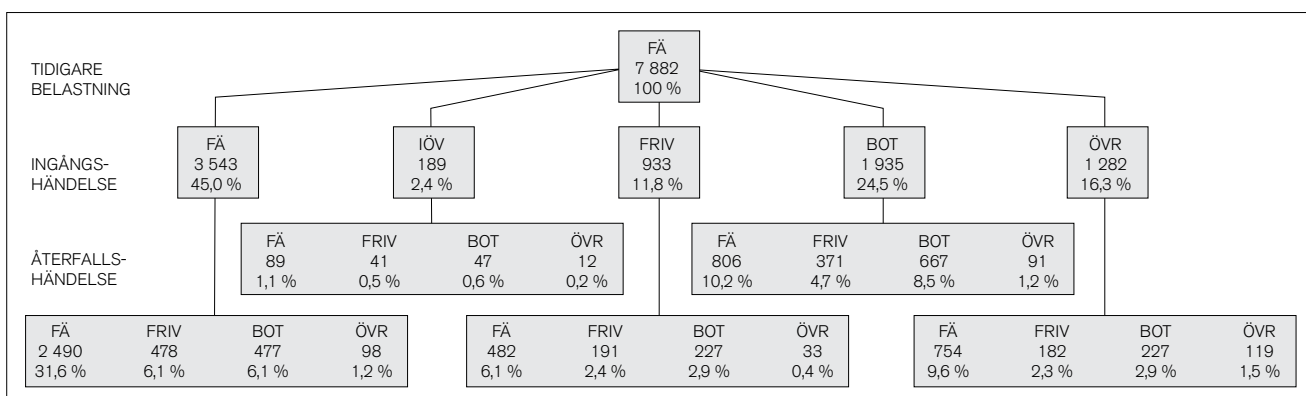 FÄ
7 882
100 %
TIDIGARE
BELASTNING
FÄ
3 543
45,0 %
IÖV
189
2,4 %
FRIV
933
11,8 %
BOT
1 935
24,5 %
ÖVR
1 282
16,3 %
INGÅNGS-
HÄNDELSE
FÄ FRIV BOT ÖVR
89 41 47 12
1,1 % 0,5 % 0,6 % 0,2 %
FÄ FRIV BOT ÖVR
806 371 667 91
10,2 % 4,7 % 8,5 % 1,2 %
ÅTERFALLS-
HÄNDELSE
FÄ FRIV BOT ÖVR
2 490 478 477 98
31,6 % 6,1 % 6,1 % 1,2 %
FÄ FRIV BOT ÖVR
482 191 227 33
6,1 % 2,4 % 2,9 % 0,4 %
FÄ FRIV BOT ÖVR
754 182 227 119
9,6 % 2,3 % 2,9 % 1,5 %